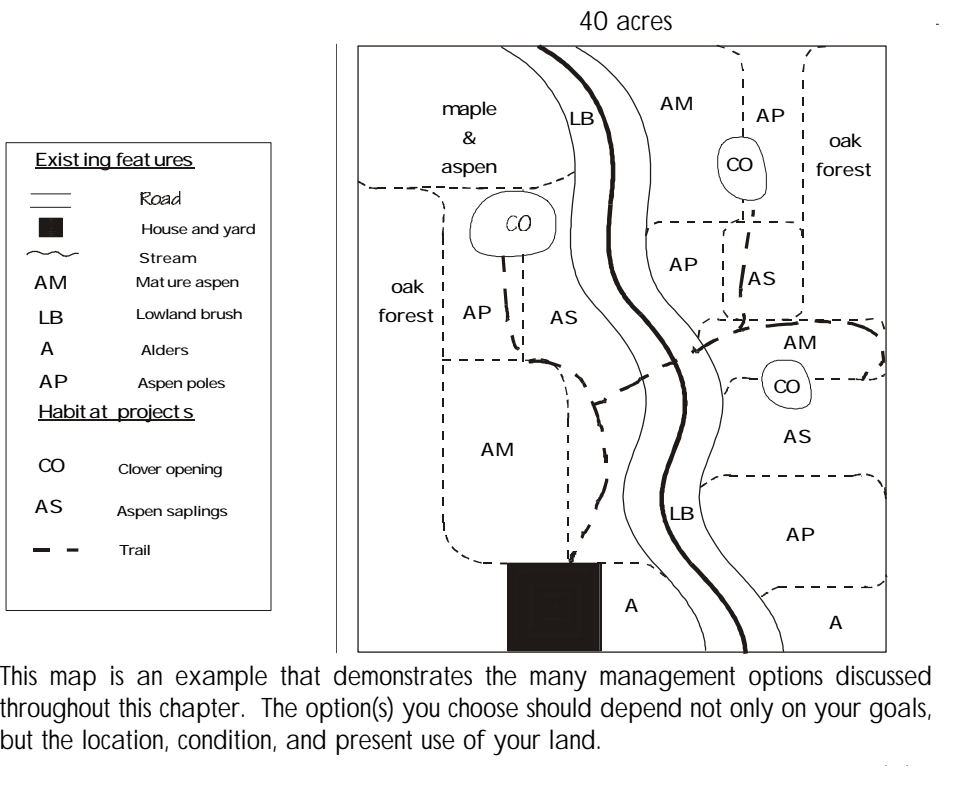 40 acres
Existing features
Road
House and yard
Stream
AM Mature aspen
LB Lowland brush
A Alders
AP Aspen poles
Habitat projects
CO Clover opening
AS Aspen saplings
Trail
maple
&
aspen
LB
AM
AP
oak
forest
CO
CO
oak
forest
AP
AS
AP
AS
AM
CO
AS
AM
LB
AP
A
A
This map is an example that demonstrates the many management options discussed
throughout this chapter. The option(s) you choose should depend not only on your goals,
but the location, condition, and present use of your land.